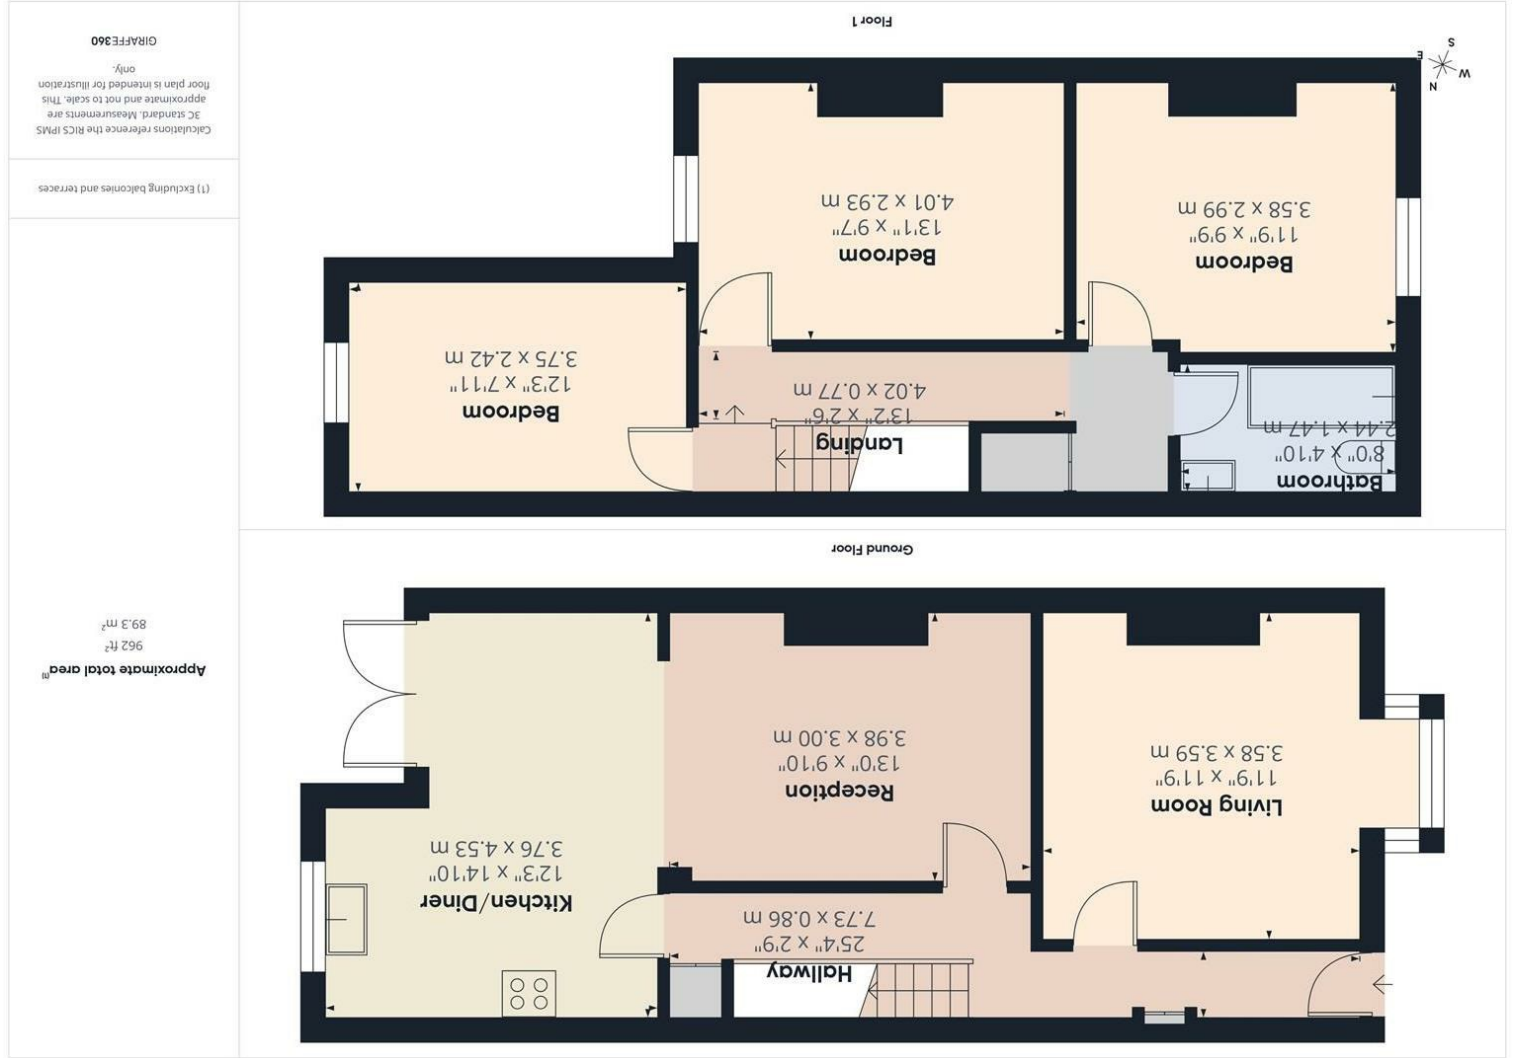 Hallway
25'4" x 2'9"
7.73 x 0.86 m
Kitchen/Diner
12'3" x 14'10"
3.76 x 4.53 m
Living Room
11'9" x 11'9"
3.58 x 3.59 m
Reception
13'0" x 9'10"
3.98 x 3.00 m
Ground Floor
Bathroom
8'0" x 4'10"
2.44 x 1.47 m
Landing
13'2" x 2'6"
4.02 x 0.77 m
Bedroom
12'3" x 7'11"
3.75 x 2.42 m
Bedroom
11'9" x 9'9"
3.58 x 2.99 m
Bedroom
13'1" x 9'7"
4.01 x 2.93 m
N
W
E
S
Floor 1
Approximate total area(1)
962 ft²
89.3 m²
(1) Excluding balconies and terraces
Calculations reference the RICS IPMS
3C standard. Measurements are
approximate and not to scale. This
floor plan is intended for illustration
only.
GIRAFFE360